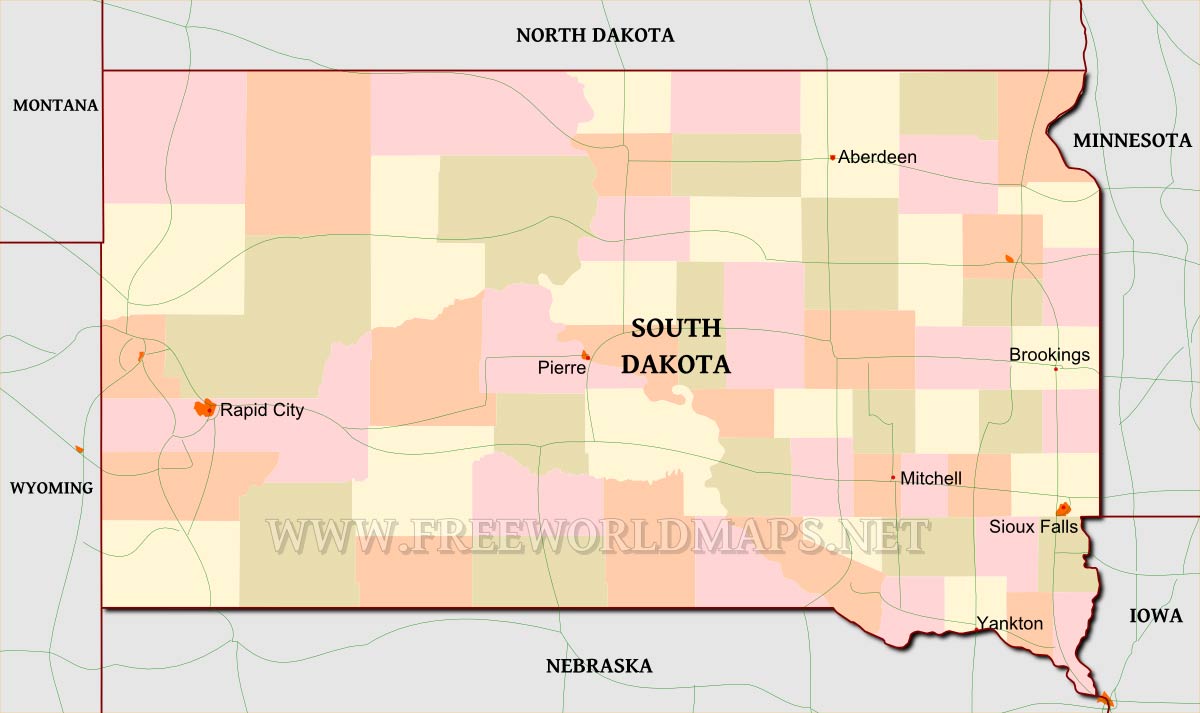 NORTH DAKOTA
MONTANA
MINNESOTA
Aberdeen
SOUTH
DAKOTA
Brookings
Pierre
Rapid City
Mitchell
WYOMING
Sioux Falls
WWW.FREEWORLDMAPS.NET
IOWA
Yankton
NEBRASKA